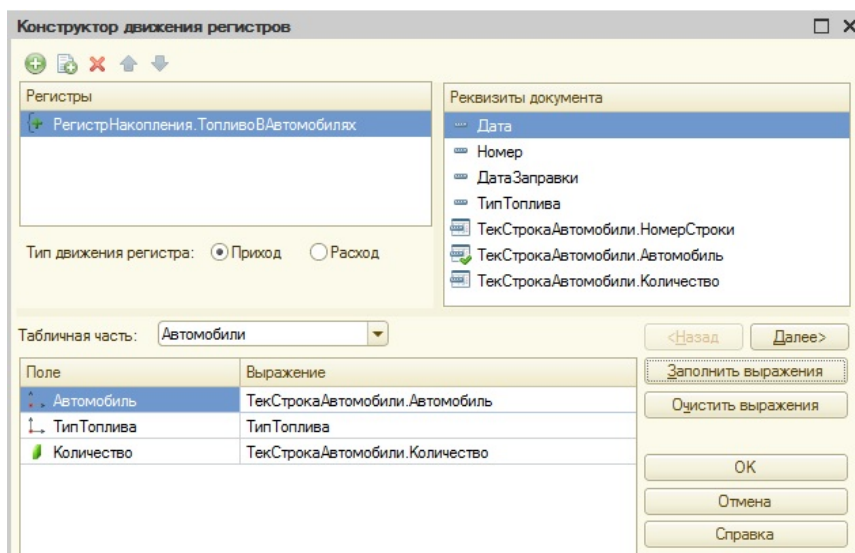 Конструктор движения регистров
Регистры
РегистрНакопления.ТопливоВАвтомобилях
Реквизиты документа
Дата
Номер
ДатаЗаправки
ТипТоплива
ТекСтрокаАвтомобили.НомерСтроки
ТекСтрокаАвтомобили.Автомобиль
ТекСтрокаАвтомобили.Количество
Тип движения регистра: Приход Расход
Табличная часть: Автомобили
<Назад Далее>
Поле Выражение
Автомобиль ТекСтрокаАвтомобили.Автомобиль
ТипТоплива ТипТоплива
Количество ТекСтрокаАвтомобили.Количество
Заполнить выражения
Очистить выражения
OK
Отмена
Справка